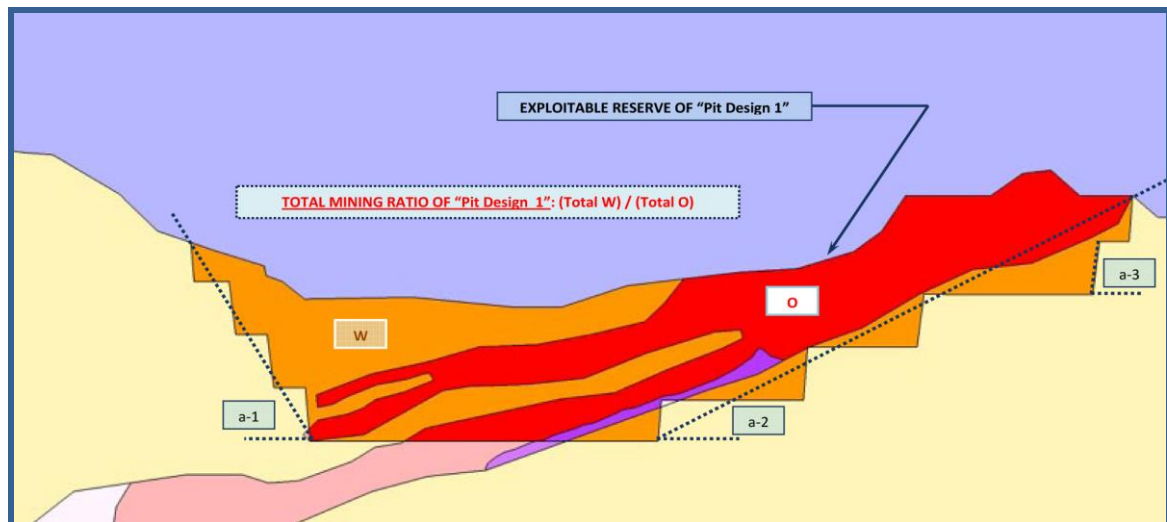 EXPLOITABLE RESERVE OF “Pit Design 1”
TOTAL MINING RATIO OF “Pit Design 1”: (Total W) / (Total O)
O
a-3
W
a-1
a-2